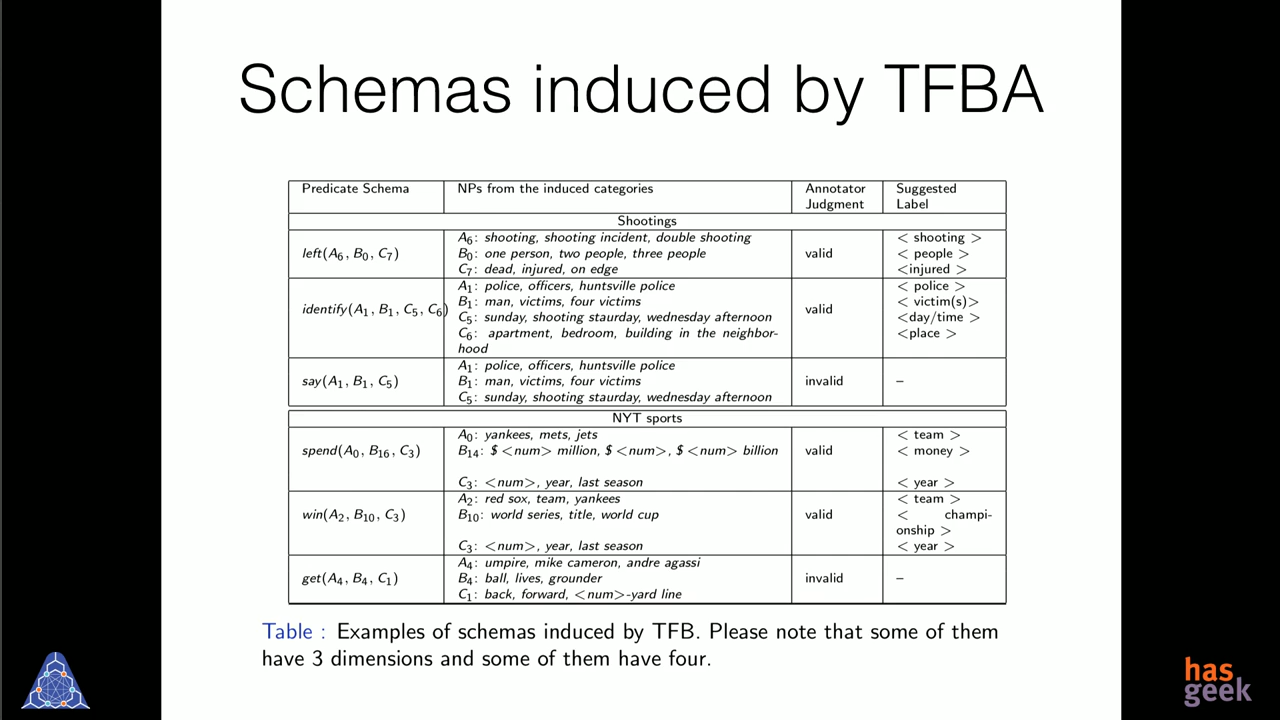 Schemas induced by TFBA
Predicate Schema NPs from the induced categories Annotator Judgment Suggested Label
Shootings
left(A6, B0, C7) valid
A6: shooting, shooting incident, double shooting < shooting >
B0: one person, two people, three people < people >
C7: dead, injured, on edge <injured >
identify(A1, B1, C5, C6) valid
A1: police, officers, huntsville police < police >
B1: man, victims, four victims < victim(s)>
C5: sunday, shooting staurday, wednesday afternoon <day/time >
C6: apartment, bedroom, building in the neighbor- <place >
hood
say(A1, B1, C5) invalid –
A1: police, officers, huntsville police
B1: man, victims, four victims
C5: sunday, shooting staurday, wednesday afternoon
NYT sports
spend(A0, B16, C3) valid
A0: yankees, mets, jets < team >
B14: $ <num> million, $ <num>, $ <num> billion < money >
C3: <num>, year, last season < year >
win(A2, B10, C3) valid
A2: red sox, team, yankees < team >
B10: world series, title, world cup < champi-
onship >
C3: <num>, year, last season < year >
get(A4, B4, C1) invalid –
A4: umpire, mike cameron, andre agassi
B4: ball, lives, grounder
C1: back, forward, <num>-yard line
Table : Examples of schemas induced by TFB. Please note that some of them
have 3 dimensions and some of them have four.
has
geek